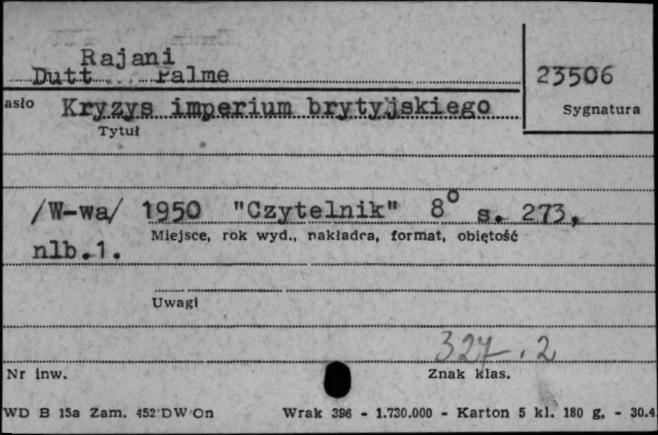 Rajani
Dutt Palme
23506
asło
Kryzys imperium brytyjskiego
Sygnatura
Tytuł
/W-wa/ 1950 "Czytelnik" 8° s. 273,
Miejsce, rok wyd., nakładca, format, objętość
nlb.1.
Uwagi
327.2
Nr inw.
Znak klas.
WD B 15a Zam. 452 DW On Wrak 396 - 1.730.000 - Karton 5 kl. 180 g. - 30.4